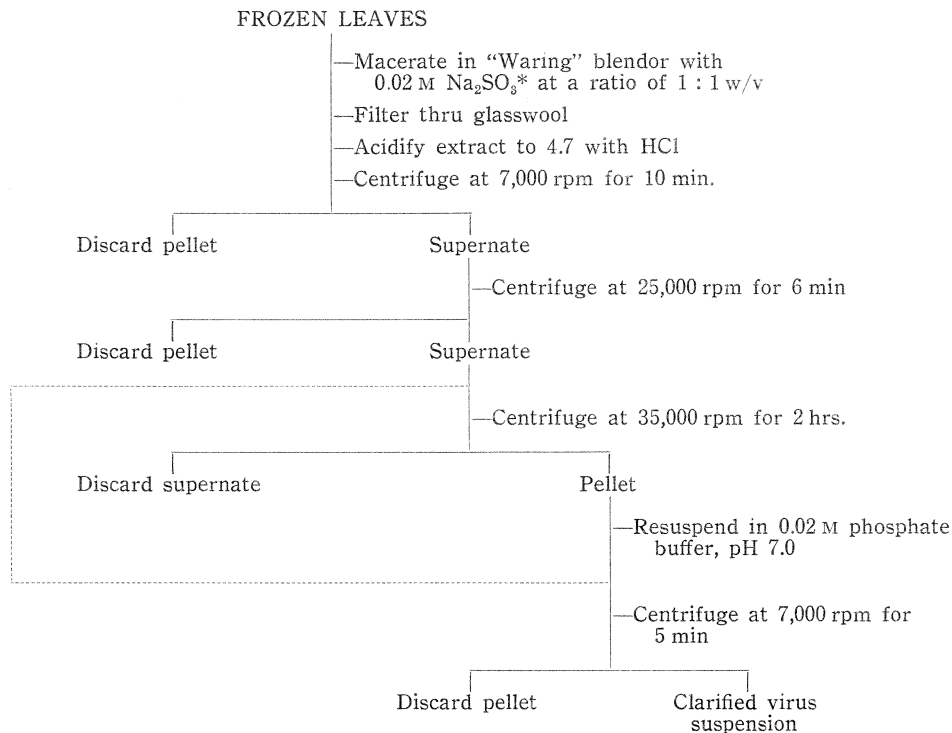 FROZEN LEAVES
—Macerate in “Waring” blendor with
0.02 M Na₂SO₃* at a ratio of 1 : 1 w/v
—Filter thru glasswool
—Acidify extract to 4.7 with HCl
—Centrifuge at 7,000 rpm for 10 min.
Discard pellet Supernate
—Centrifuge at 25,000 rpm for 6 min
Discard pellet Supernate
—Centrifuge at 35,000 rpm for 2 hrs.
Discard supernate Pellet
—Resuspend in 0.02 M phosphate
buffer, pH 7.0
—Centrifuge at 7,000 rpm for
5 min
Discard pellet Clarified virus
suspension